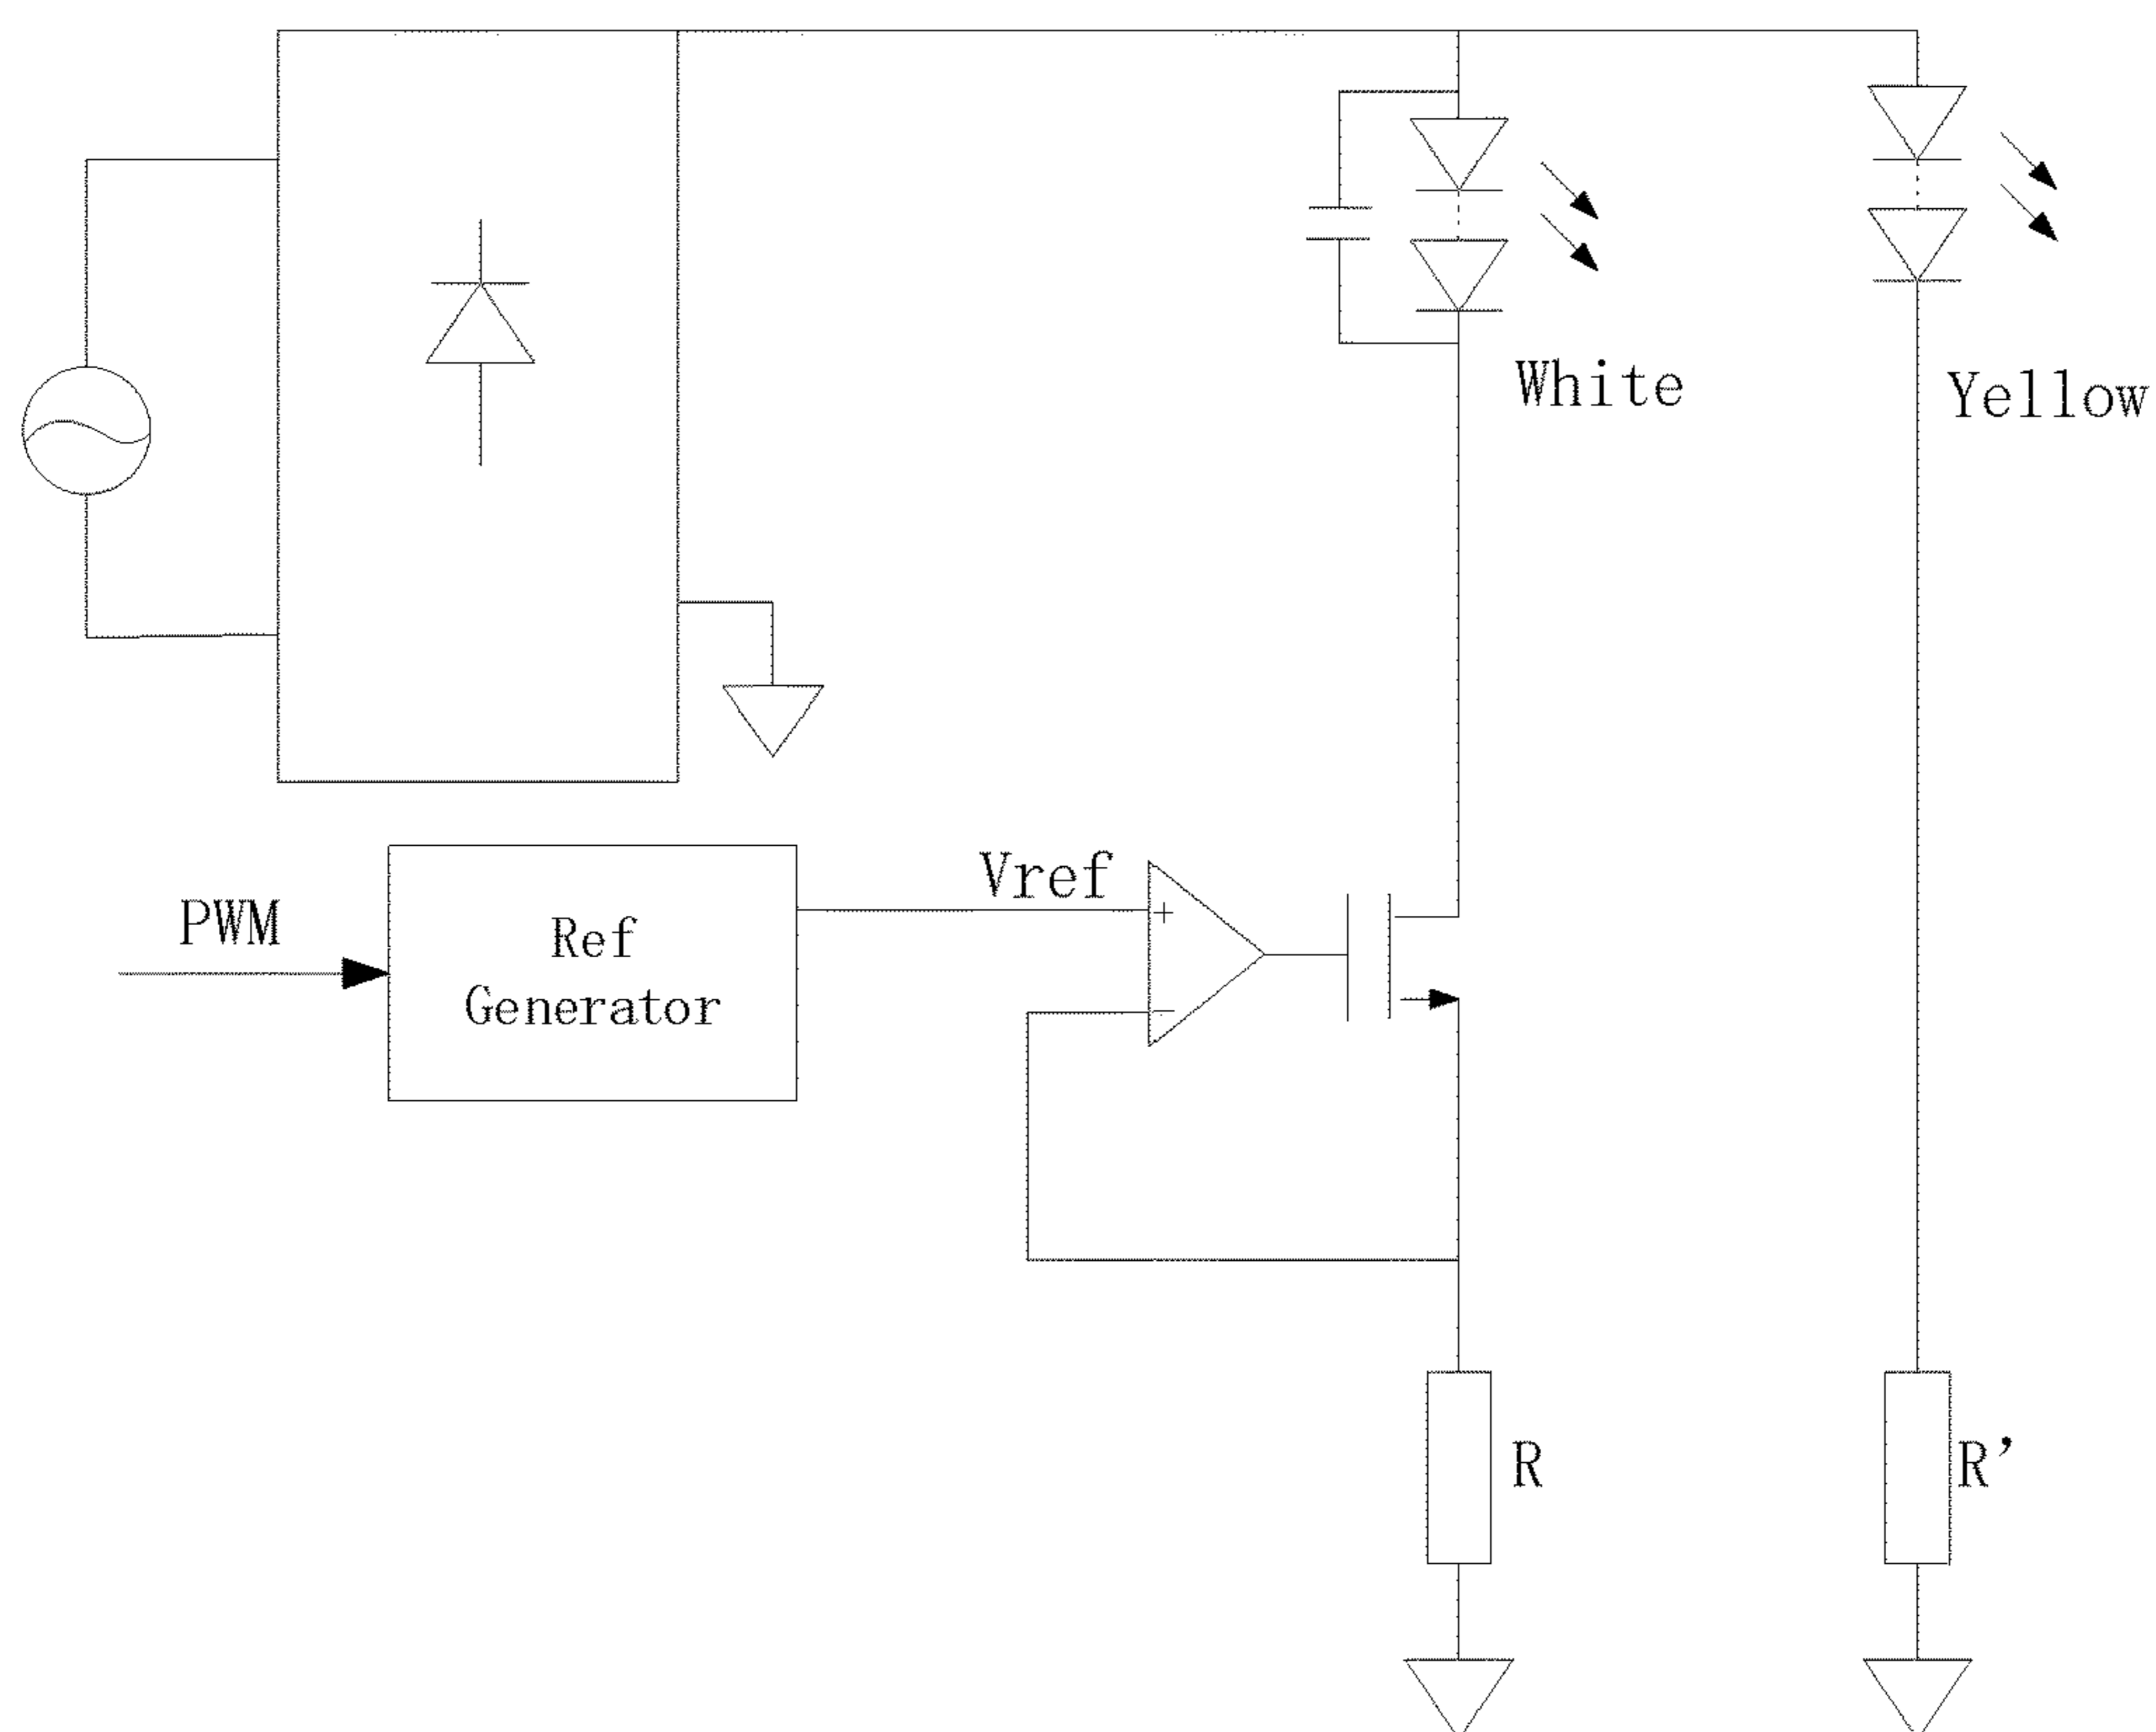 White
Yellow
Vref
PWM
Ref
Generator
+
−
R
R’